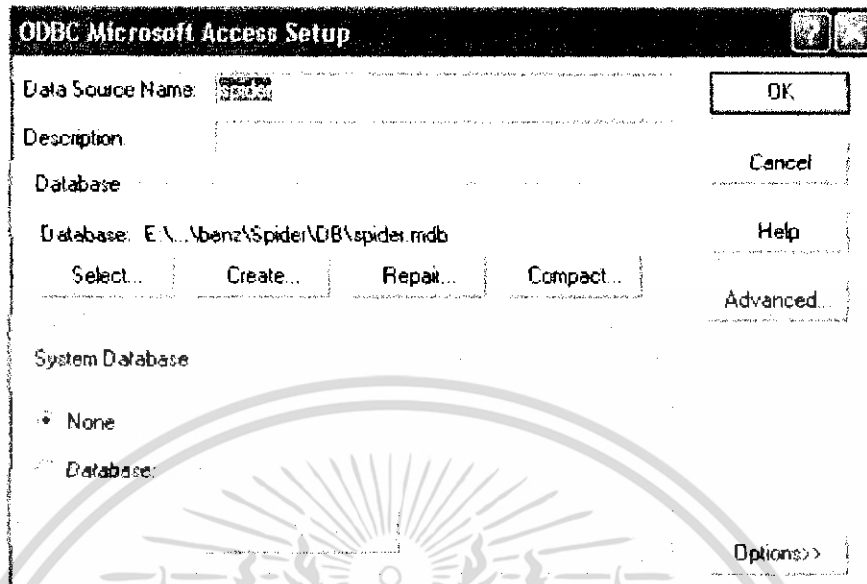 ODBC Microsoft Access Setup
Data Source Name: spider
OK
Description:
Cancel
Database
Database: E:\...\benz\Spider\DB\spider.mdb
Help
Select... Create... Repair... Compact...
Advanced...
System Database
None
Database:
Options>>